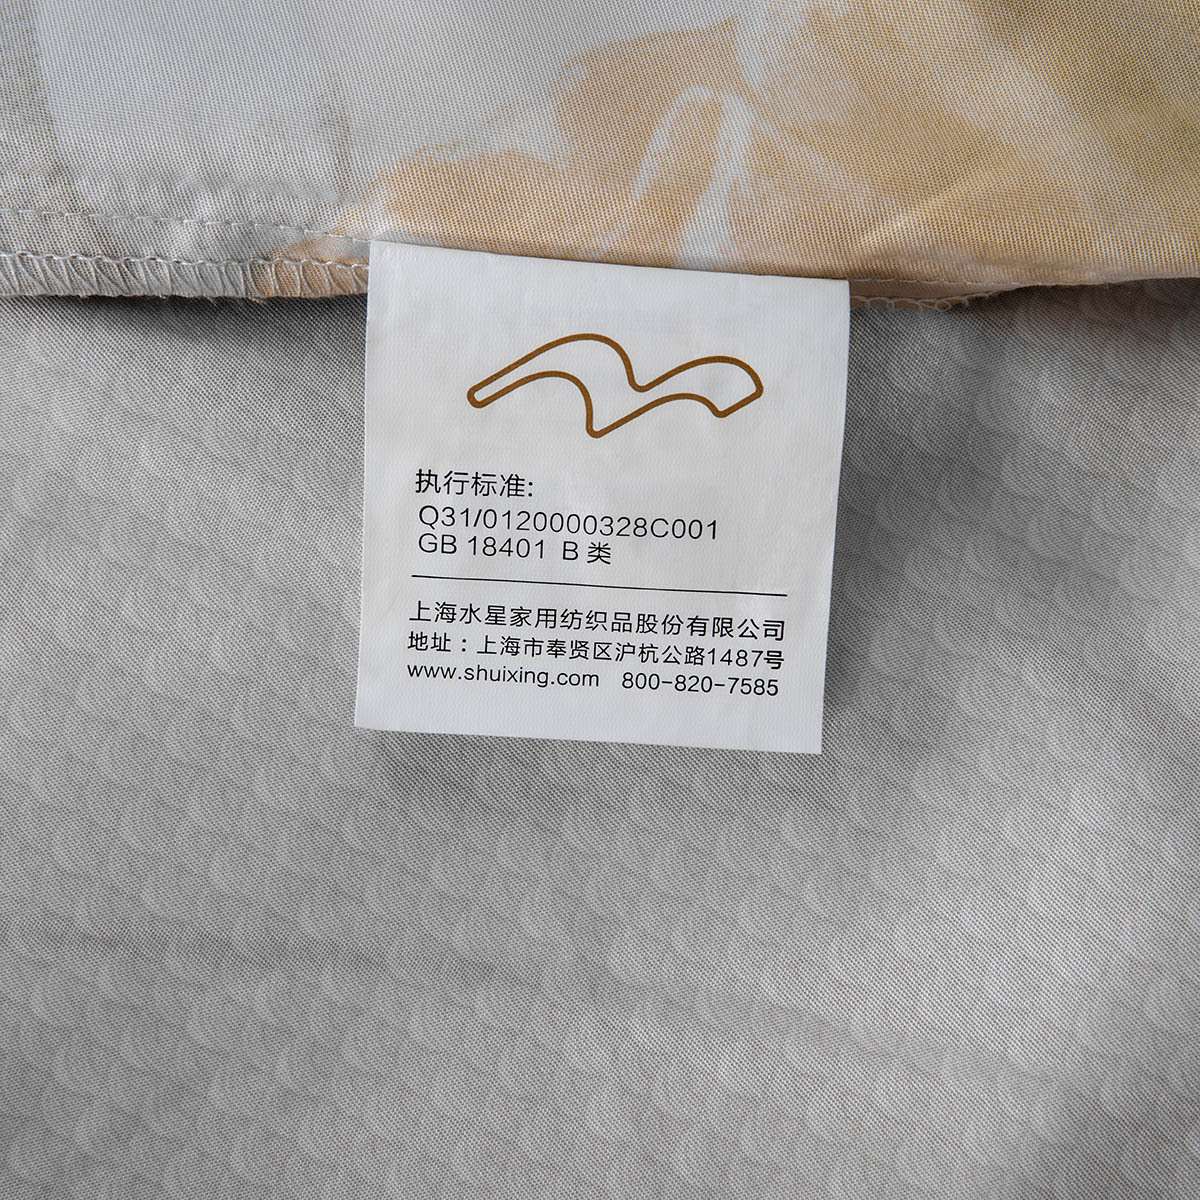 执行标准:
Q31/0120000328C001
GB 18401 B 类
上海水星家用纺织品股份有限公司
地址：上海市奉贤区沪杭公路1487号
www.shuixing.com 800-820-7585